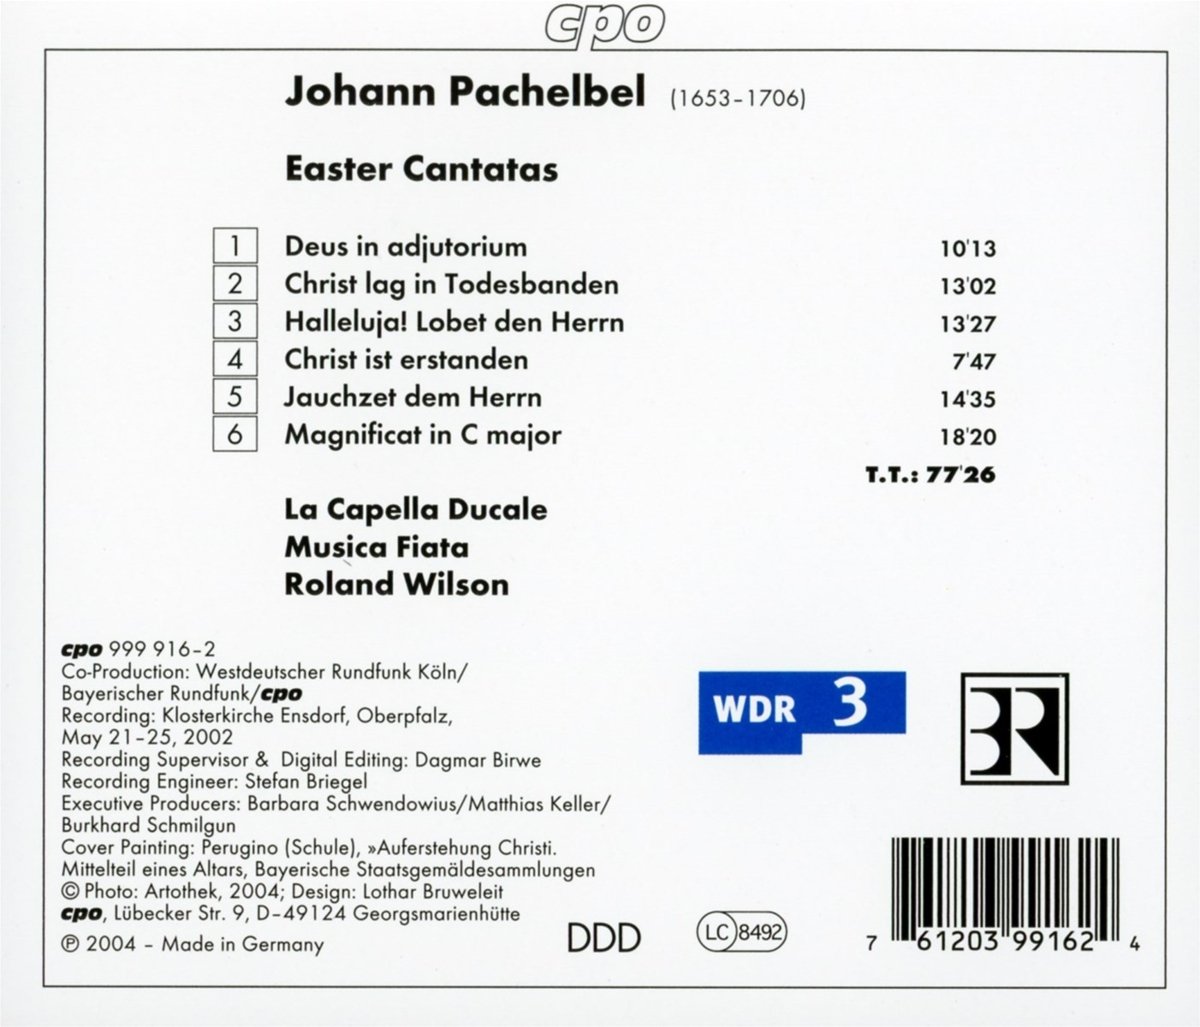 cpo
Johann Pachelbel (1653–1706)
Easter Cantatas
1 Deus in adjutorium 10'13
2 Christ lag in Todesbanden 13'02
3 Halleluja! Lobet den Herrn 13'27
4 Christ ist erstanden 7'47
5 Jauchzet dem Herrn 14'35
6 Magnificat in C major 18'20
T.T.: 77'26
La Capella Ducale
Musica Fiata
Roland Wilson
cpo 999 916–2
Co-Production: Westdeutscher Rundfunk Köln/
Bayerischer Rundfunk/cpo
Recording: Klosterkirche Ensdorf, Oberpfalz,
May 21–25, 2002
Recording Supervisor & Digital Editing: Dagmar Birwe
Recording Engineer: Stefan Briegel
Executive Producers: Barbara Schwendowius/Matthias Keller/
Burkhard Schmilgun
Cover Painting: Perugino (Schule), »Auferstehung Christi.
Mittelteil eines Altars, Bayerische Staatsgemäldesammlungen
© Photo: Artothek, 2004; Design: Lothar Bruweleit
cpo, Lübecker Str. 9, D–49124 Georgsmarienhütte
℗ 2004 – Made in Germany
WDR 3
BR
DDD
LC 8492
7 61203 99162 4